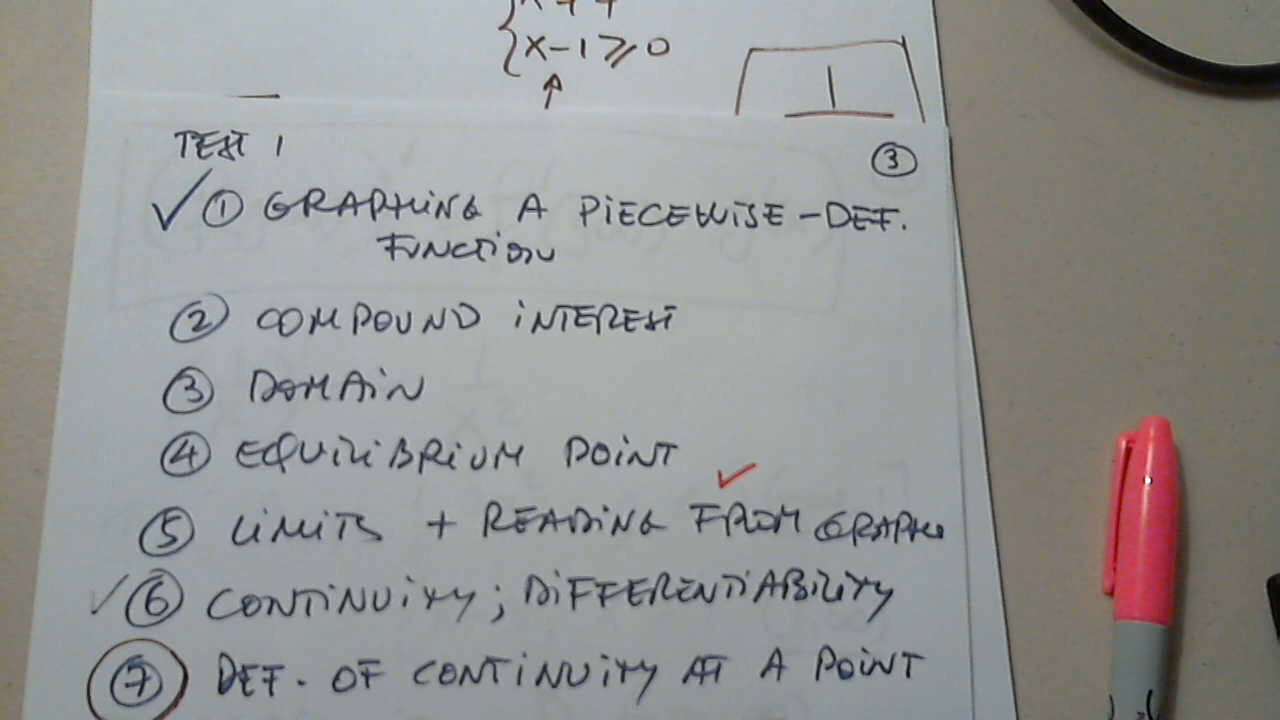 x-1≥0
↑
TEST 1
③
✓ ① GRAPHING A PIECEWISE-DEF.
FUNCTION
② COMPOUND INTEREST
③ DOMAIN
④ EQUILIBRIUM POINT
⑤ LIMITS + READING FROM GRAPHS
✓ ⑥ CONTINUITY; DIFFERENTIABILITY
⑦ DEF. OF CONTINUITY AT A POINT